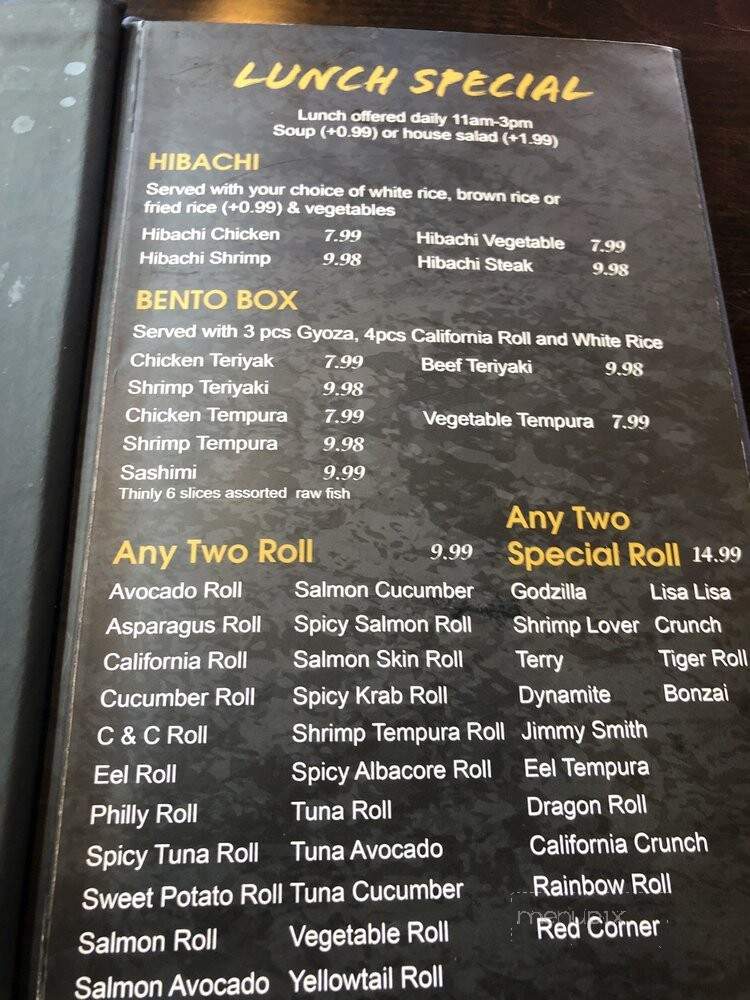 LUNCH SPECIAL
Lunch offered daily 11am-3pm
Soup (+0.99) or house salad (+1.99)
HIBACHI
Served with your choice of white rice, brown rice or
fried rice (+0.99) & vegetables
Hibachi Chicken 7.99 Hibachi Vegetable 7.99
Hibachi Shrimp 9.98 Hibachi Steak 9.98
BENTO BOX
Served with 3 pcs Gyoza, 4pcs California Roll and White Rice
Chicken Teriyak 7.99 Beef Teriyaki 9.98
Shrimp Teriyaki 9.98
Chicken Tempura 7.99 Vegetable Tempura 7.99
Shrimp Tempura 9.98
Sashimi 9.99
Thinly 6 slices assorted raw fish
Any Two Roll 9.99
Avocado Roll Salmon Cucumber
Asparagus Roll Spicy Salmon Roll
California Roll Salmon Skin Roll
Cucumber Roll Spicy Krab Roll
C & C Roll Shrimp Tempura Roll
Eel Roll Spicy Albacore Roll
Philly Roll Tuna Roll
Spicy Tuna Roll Tuna Avocado
Sweet Potato Roll Tuna Cucumber
Salmon Roll Vegetable Roll
Salmon Avocado Yellowtail Roll
Any Two
Special Roll 14.99
Godzilla Lisa Lisa
Shrimp Lover Crunch
Terry Tiger Roll
Dynamite Bonzai
Jimmy Smith
Eel Tempura
Dragon Roll
California Crunch
Rainbow Roll
Red Corner
menupix